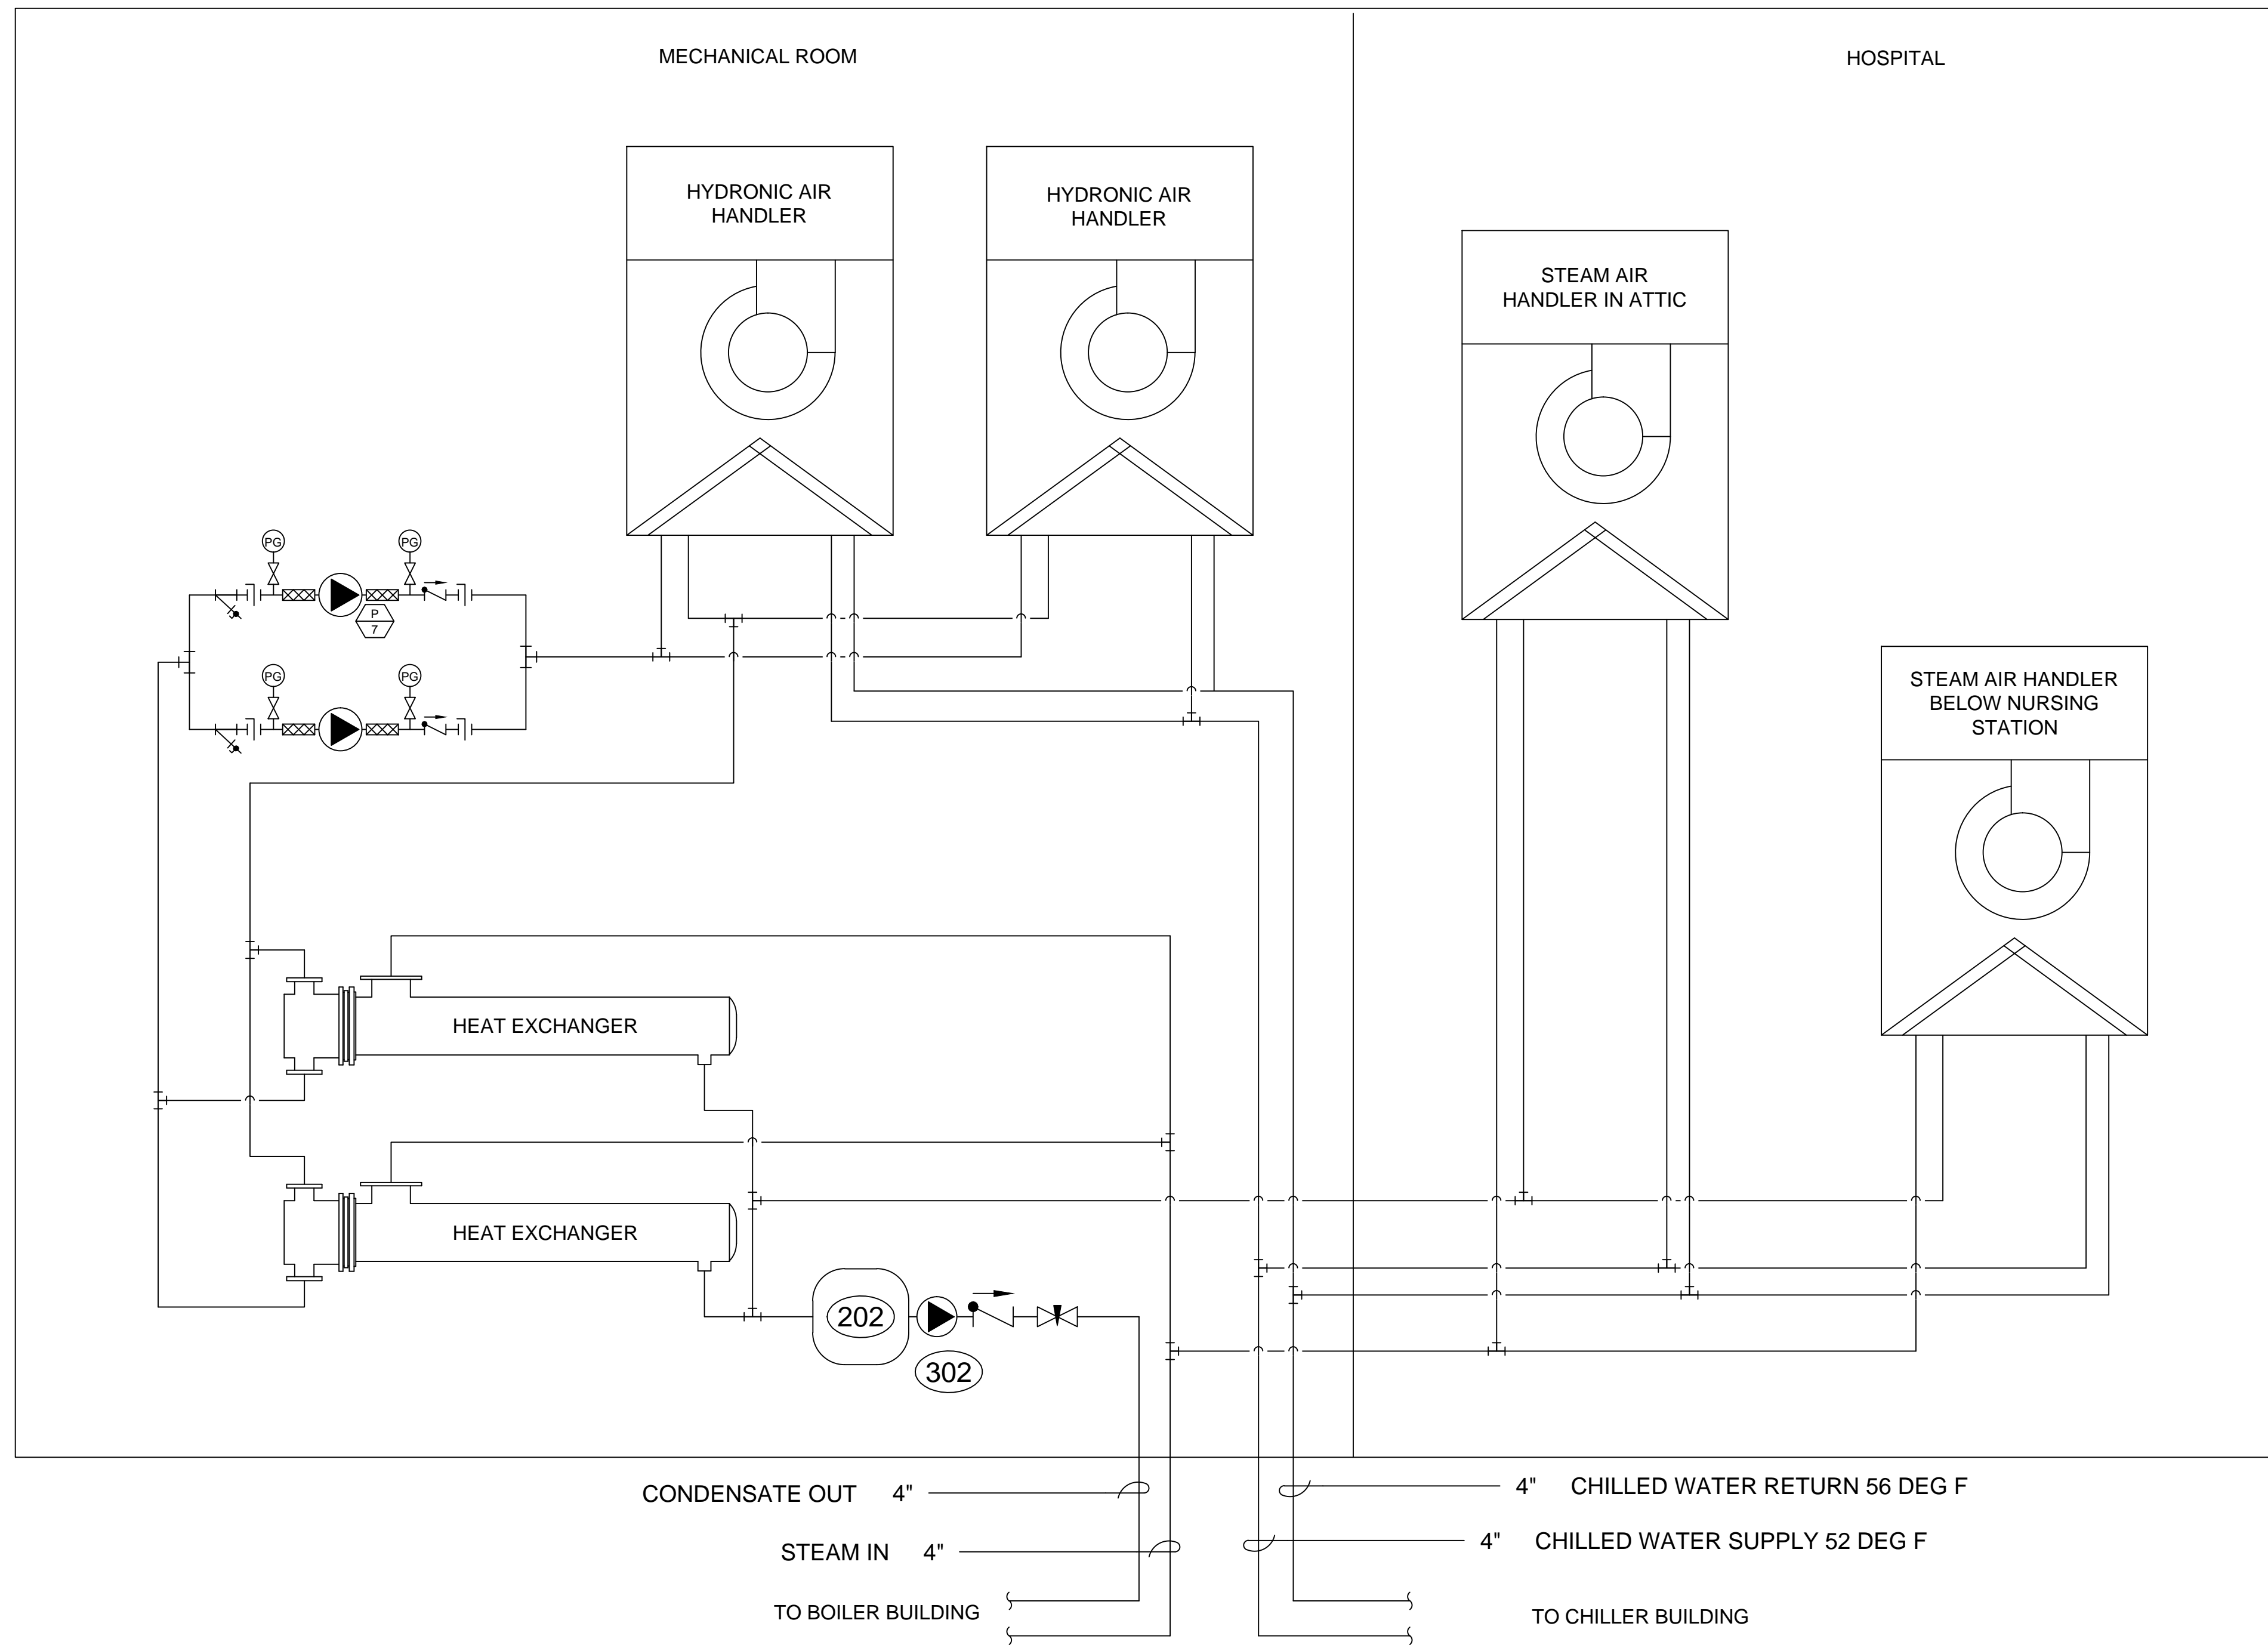 MECHANICAL ROOM
HOSPITAL
HYDRONIC AIR
HANDLER
HYDRONIC AIR
HANDLER
STEAM AIR
HANDLER IN ATTIC
PG
PG
P
7
PG
PG
STEAM AIR HANDLER
BELOW NURSING
STATION
HEAT EXCHANGER
HEAT EXCHANGER
202
302
CONDENSATE OUT 4"
4" CHILLED WATER RETURN 56 DEG F
STEAM IN 4"
4" CHILLED WATER SUPPLY 52 DEG F
TO BOILER BUILDING
TO CHILLER BUILDING